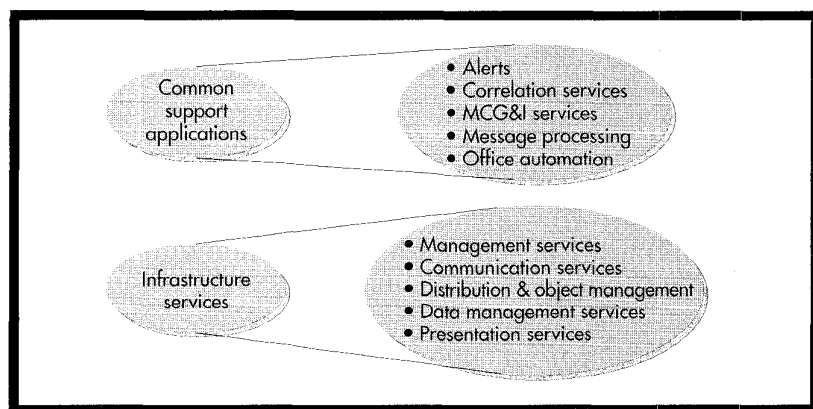 Common
support
applications
• Alerts
• Correlation services
• MCG&I services
• Message processing
• Office automation
Infrastructure
services
• Management services
• Communication services
• Distribution & object management
• Data management services
• Presentation services